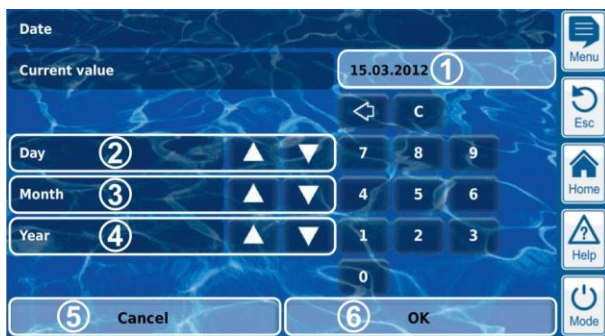 Date
Menu
Current value
15.03.2012 1
C
Esc
Day 2
7 8 9
Month 3
4 5 6
Home
Year 4
1 2 3
Help
0
5 Cancel
6 OK
Mode